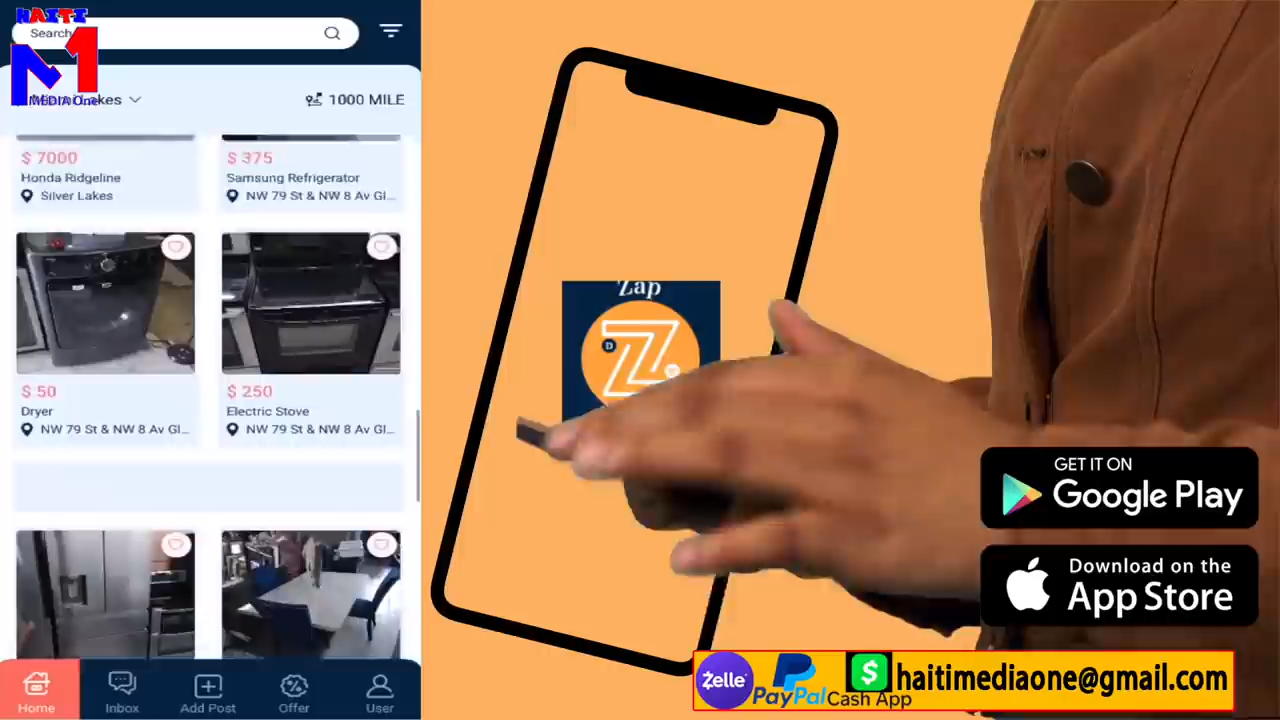 HAITI
Search
M1
MEDIA One
Miami Lakes
1000 MILE
$ 7000
Honda Ridgeline
Silver Lakes
$ 375
Samsung Refrigerator
NW 79 St & NW 8 Av Gl...
$ 50
Dryer
NW 79 St & NW 8 Av Gl...
$ 250
Electric Stove
NW 79 St & NW 8 Av Gl...
Home
Inbox
Add Post
Offer
User
Zap
D
GET IT ON
Google Play
Download on the
App Store
Zelle
PayPal
$
Cash App
haitimediaone@gmail.com